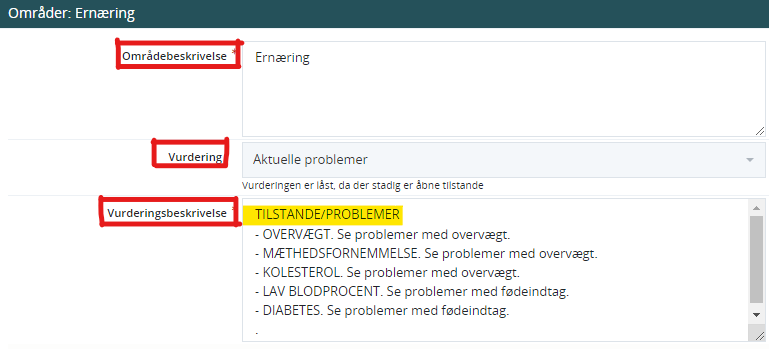 Områder: Ernæring
Områdebeskrivelse *
Ernæring
Vurdering
Aktuelle problemer
Vurderingen er låst, da der stadig er åbne tilstande
Vurderingsbeskrivelse *
TILSTANDE/PROBLEMER
- OVERVÆGT. Se problemer med overvægt.
- MÆTHEDSFORNEMMELSE. Se problemer med overvægt.
- KOLESTEROL. Se problemer med overvægt.
- LAV BLODPROCENT. Se problemer med fødeindtag.
- DIABETES. Se problemer med fødeindtag.
.